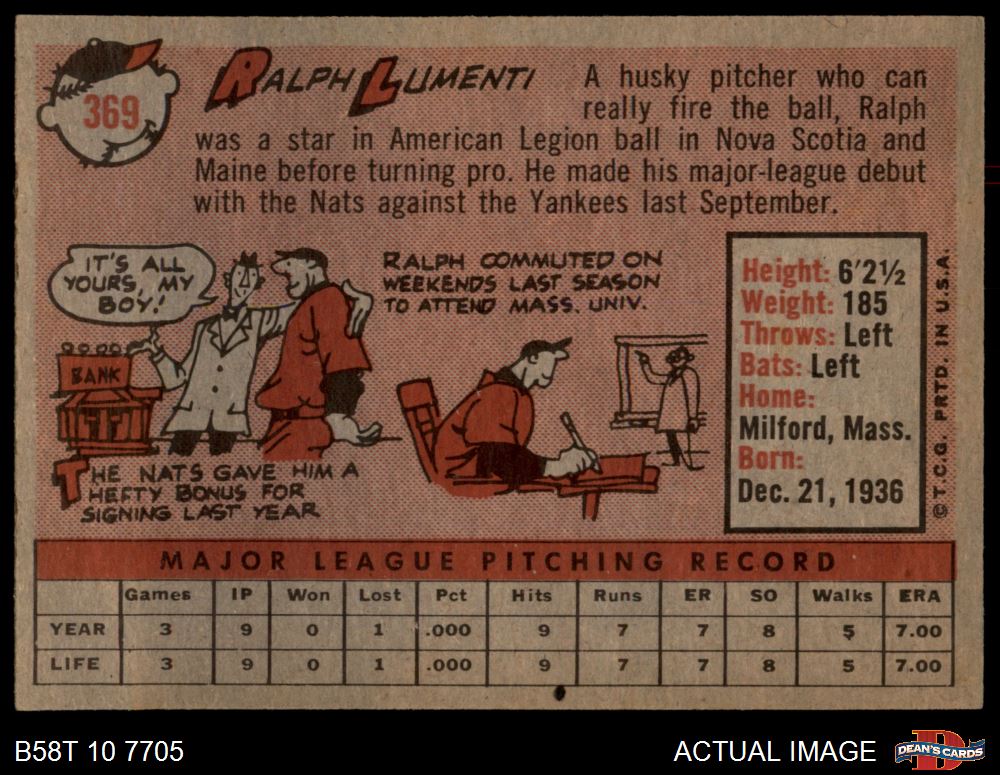 369
RALPH LUMENTI
A husky pitcher who can
really fire the ball, Ralph
was a star in American Legion ball in Nova Scotia and
Maine before turning pro. He made his major-league debut
with the Nats against the Yankees last September.
IT'S ALL
YOURS, MY
BOY!
BANK
THE NATS GAVE HIM A
HEFTY BONUS FOR
SIGNING LAST YEAR
RALPH COMMUTED ON
WEEKENDS LAST SEASON
TO ATTEND MASS. UNIV.
Height: 6'2½
Weight: 185
Throws: Left
Bats: Left
Home:
Milford, Mass.
Born:
Dec. 21, 1936
© T.C.G. PRTD. IN U.S.A.
MAJOR LEAGUE PITCHING RECORD
Games IP Won Lost Pct Hits Runs ER SO Walks ERA
YEAR 3 9 0 1 .000 9 7 7 8 5 7.00
LIFE 3 9 0 1 .000 9 7 7 8 5 7.00
B58T 10 7705
ACTUAL IMAGE
D
DEAN'S CARDS